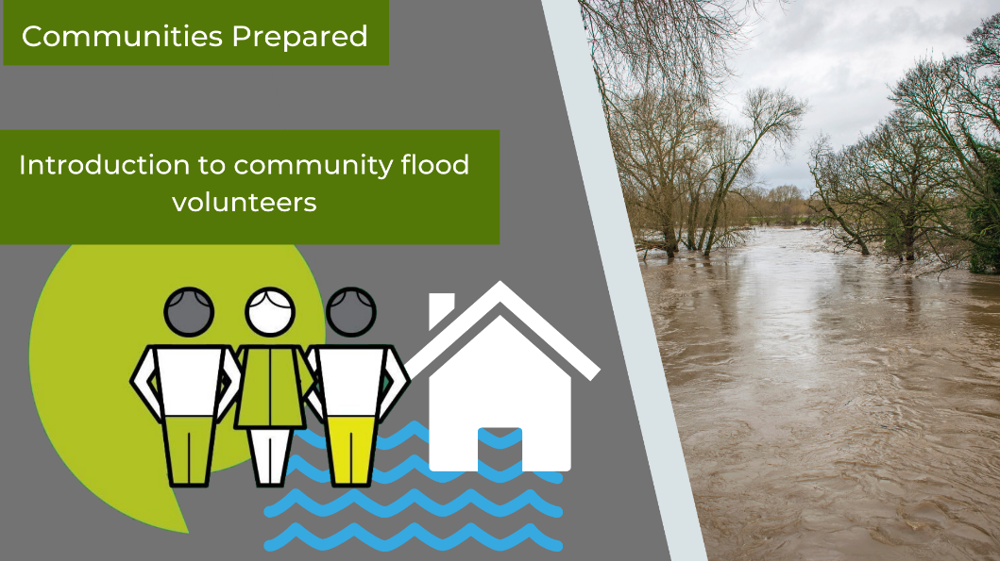 Communities Prepared
Introduction to community flood
volunteers